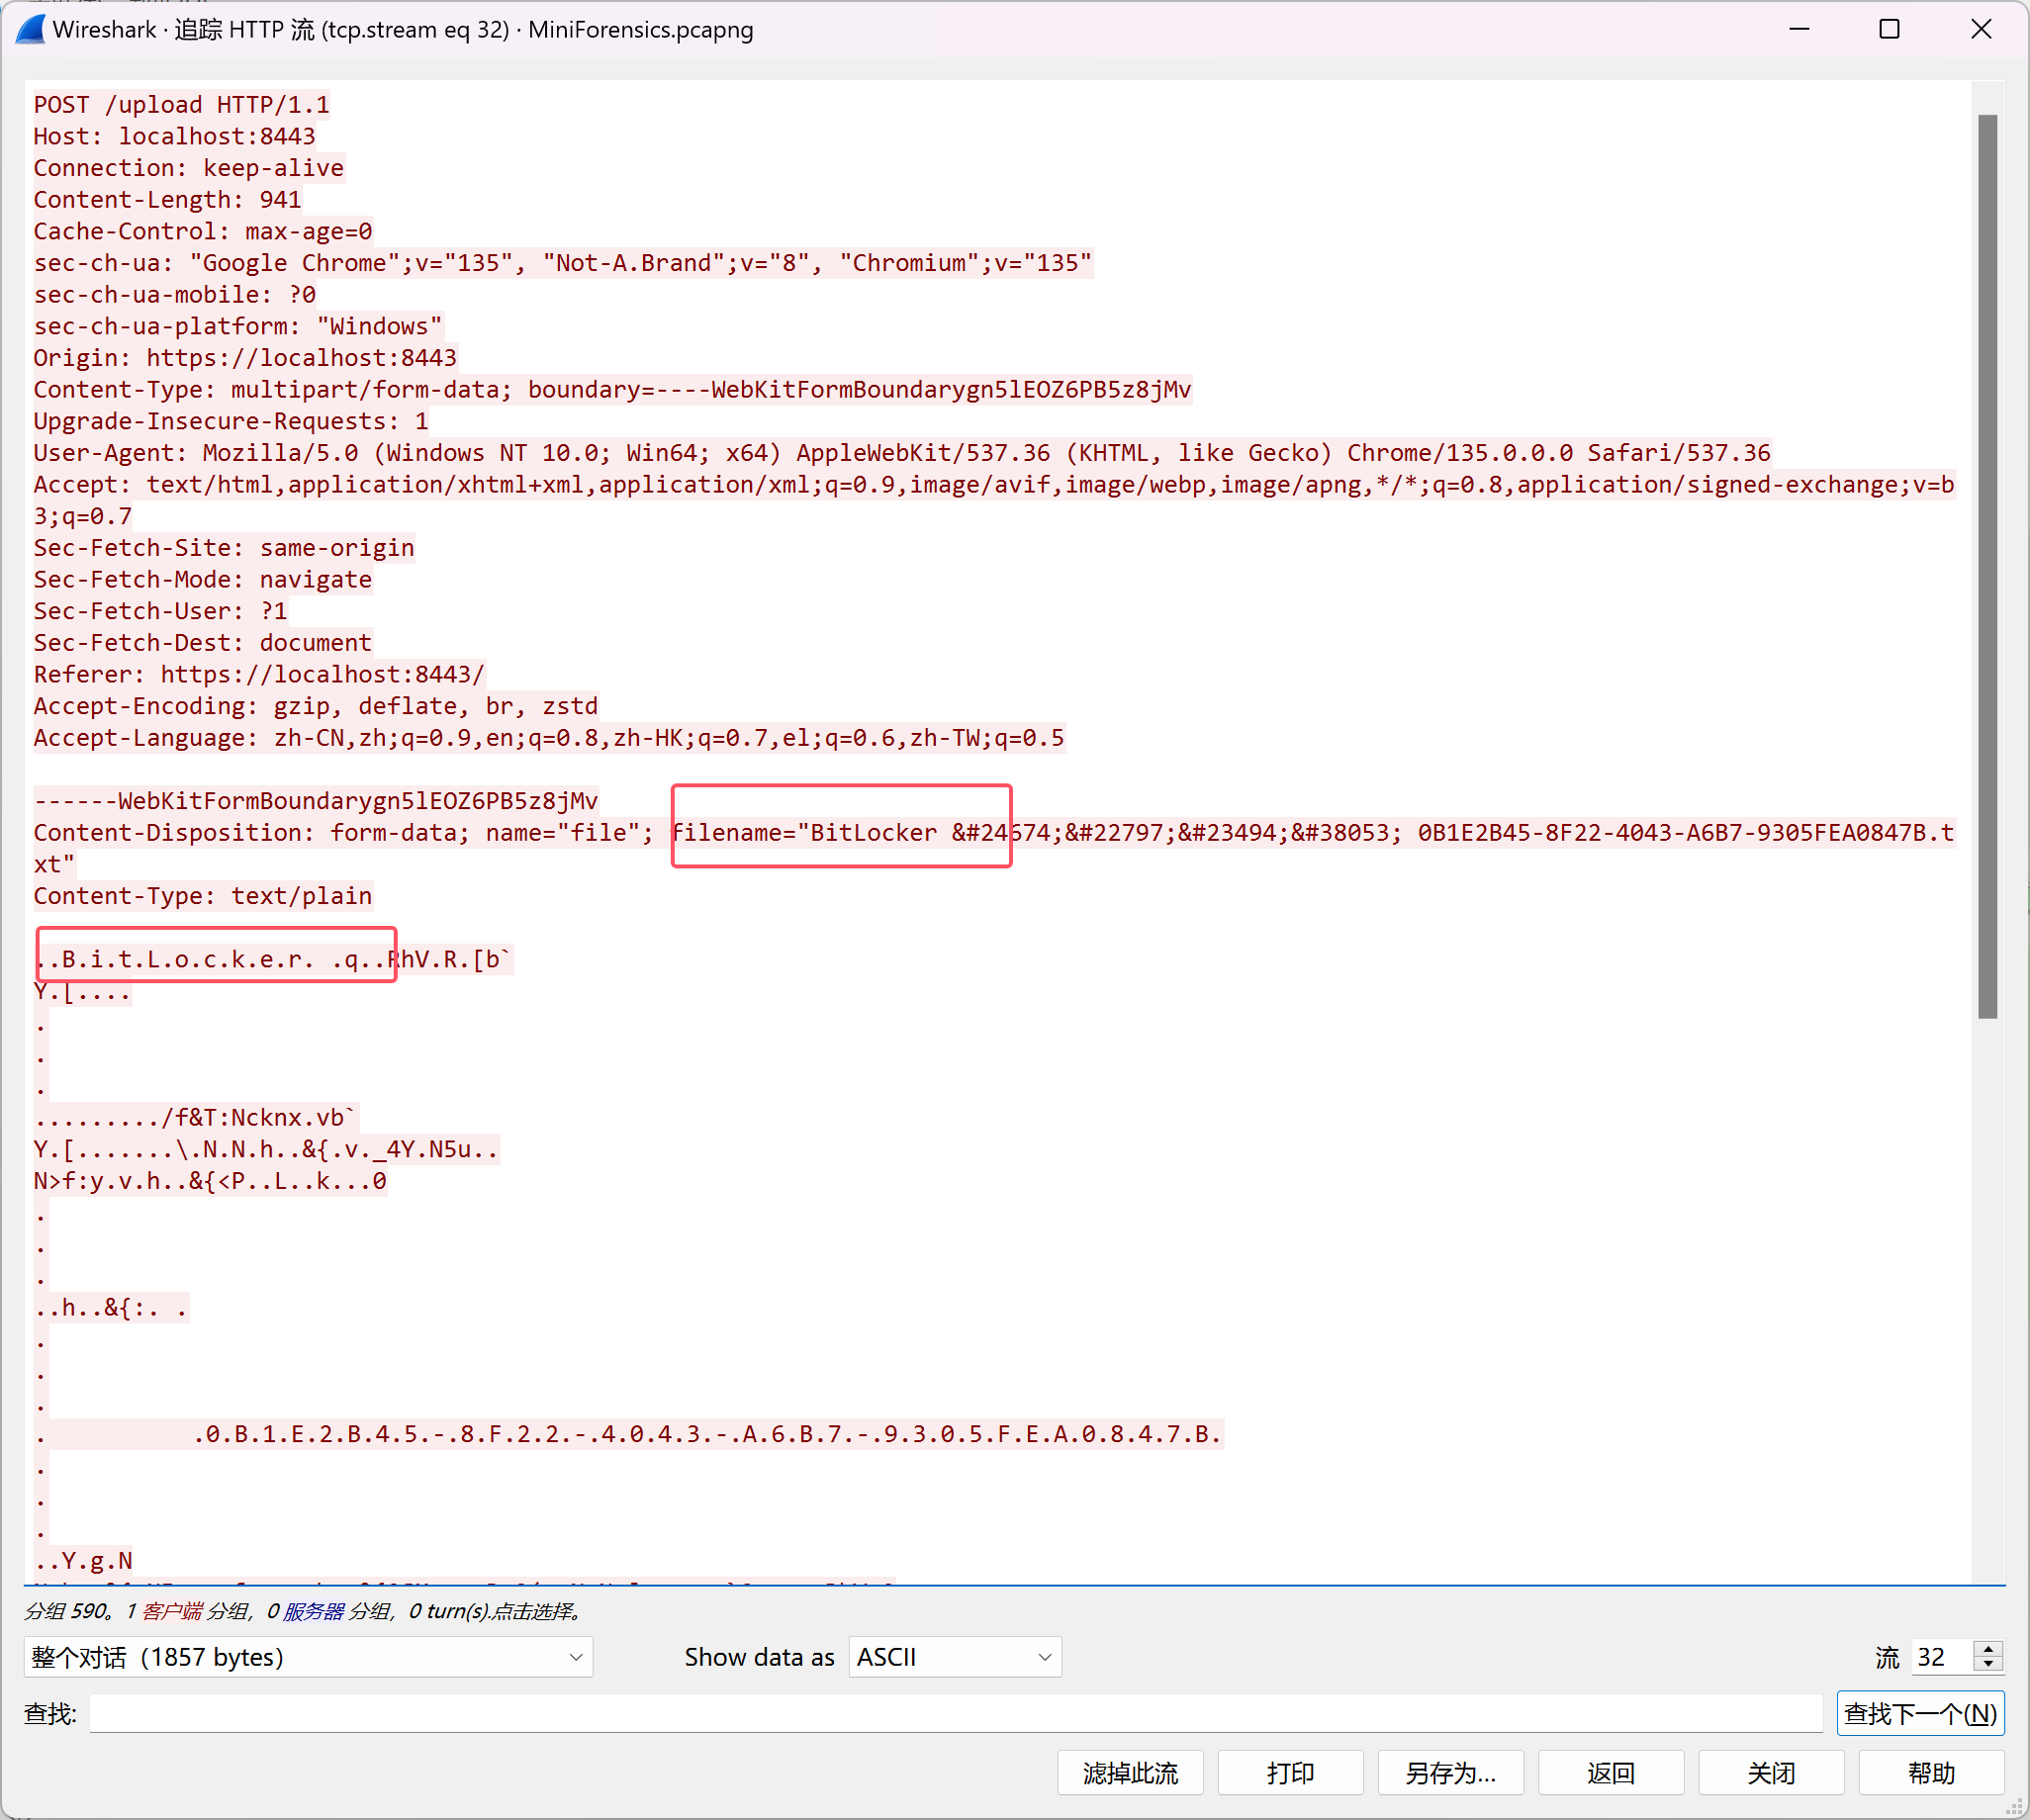 Wireshark · 追踪 HTTP 流 (tcp.stream eq 32) · MiniForensics.pcapng
POST /upload HTTP/1.1
Host: localhost:8443
Connection: keep-alive
Content-Length: 941
Cache-Control: max-age=0
sec-ch-ua: "Google Chrome";v="135", "Not-A.Brand";v="8", "Chromium";v="135"
sec-ch-ua-mobile: ?0
sec-ch-ua-platform: "Windows"
Origin: https://localhost:8443
Content-Type: multipart/form-data; boundary=----WebKitFormBoundarygn5lEOZ6PB5z8jMv
Upgrade-Insecure-Requests: 1
User-Agent: Mozilla/5.0 (Windows NT 10.0; Win64; x64) AppleWebKit/537.36 (KHTML, like Gecko) Chrome/135.0.0.0 Safari/537.36
Accept: text/html,application/xhtml+xml,application/xml;q=0.9,image/avif,image/webp,image/apng,*/*;q=0.8,application/signed-exchange;v=b
3;q=0.7
Sec-Fetch-Site: same-origin
Sec-Fetch-Mode: navigate
Sec-Fetch-User: ?1
Sec-Fetch-Dest: document
Referer: https://localhost:8443/
Accept-Encoding: gzip, deflate, br, zstd
Accept-Language: zh-CN,zh;q=0.9,en;q=0.8,zh-HK;q=0.7,el;q=0.6,zh-TW;q=0.5
------WebKitFormBoundarygn5lEOZ6PB5z8jMv
Content-Disposition: form-data; name="file"; filename="BitLocker &#24674;&#22797;&#23494;&#38053; 0B1E2B45-8F22-4043-A6B7-9305FEA0847B.t
xt"
Content-Type: text/plain
..B.i.t.L.o.c.k.e.r. .q..RhV.R.[b`
Y.[....
.
.
.
........./f&T:Ncknx.vb`
Y.[.......\.N.N.h..&{.v._4Y.N5u..
N>f:y.v.h..&{<P..L..k...0
.
.
.
..h..&{:. .
.
.
.
. .0.B.1.E.2.B.4.5.-.8.F.2.2.-.4.0.4.3.-.A.6.B.7.-.9.3.0.5.F.E.A.0.8.4.7.B.
.
.
.
..Y.g.N
分组 590。1 客户端 分组, 0 服务器 分组, 0 turn(s).点击选择。
整个对话 (1857 bytes)
Show data as
ASCII
流
32
查找:
查找下一个(N)
滤掉此流
打印
另存为...
返回
关闭
帮助